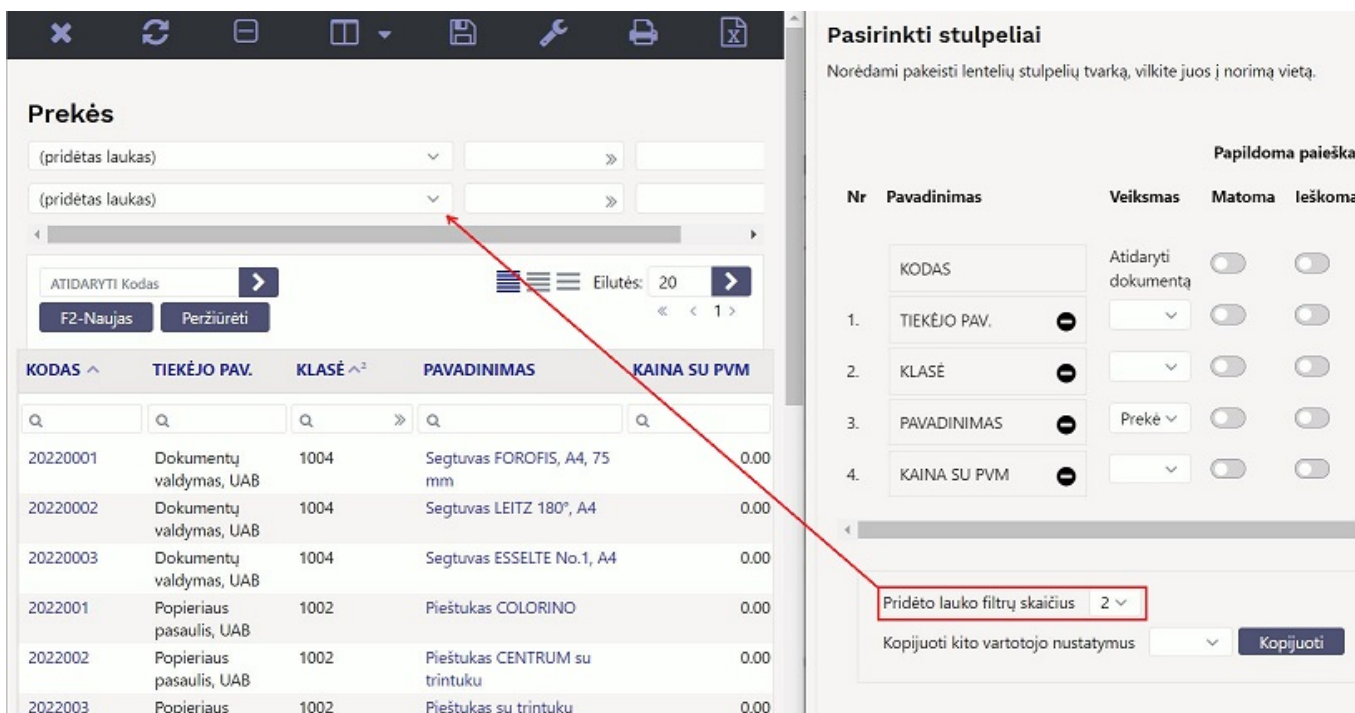 Prekės
(pridėtas laukas)
(pridėtas laukas)
ATIDARYTI Kodas
Eilutės: 20
F2-Naujas Peržiūrėti
« < 1 >
KODAS TIEKĖJO PAV. KLASĖ 2 PAVADINIMAS KAINA SU PVM
20220001 Dokumentų 1004 Segtuvas FOROFIS, A4, 75 0.00
valdymas, UAB mm
20220002 Dokumentų 1004 Segtuvas LEITZ 180°, A4 0.00
valdymas, UAB
20220003 Dokumentų 1004 Segtuvas ESSELTE No.1, A4 0.00
valdymas, UAB
2022001 Popieriaus 1002 Pieštukas COLORINO 0.00
pasaulis, UAB
2022002 Popieriaus 1002 Pieštukas CENTRUM su 0.00
pasaulis, UAB trintuku
2022003 Popieriaus 1002 Pieštukas su trintuku 0.00
Pasirinkti stulpeliai
Norėdami pakeisti lentelių stulpelių tvarką, vilkite juos į norimą vietą.
Papildoma paieška
Nr Pavadinimas Veiksmas Matoma Ieškoma
KODAS Atidaryti
dokumentą
1. TIEKĖJO PAV.
2. KLASĖ
3. PAVADINIMAS Prekė
4. KAINA SU PVM
Pridėto lauko filtrų skaičius 2
Kopijuoti kito vartotojo nustatymus Kopijuoti